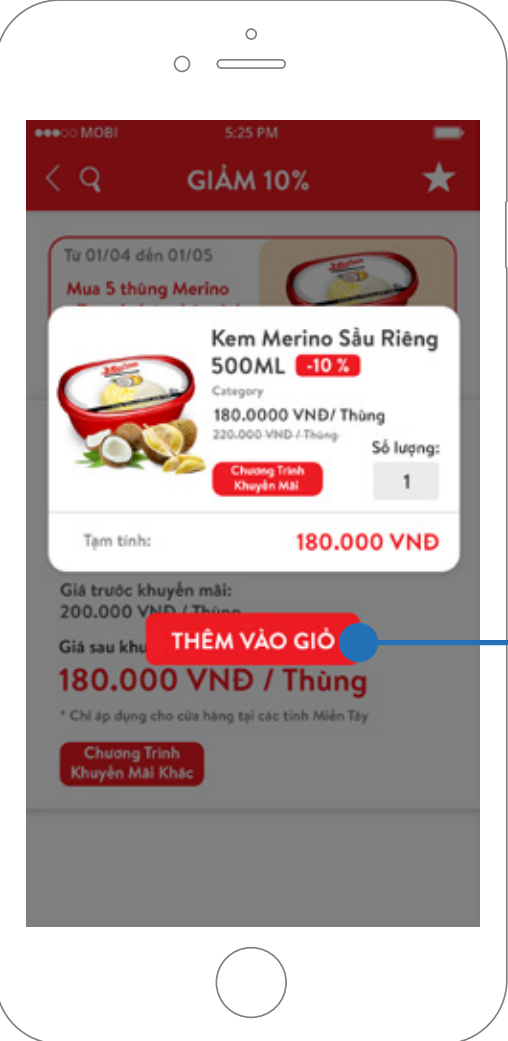 MOBI
5:25 PM
GIẢM 10%
Từ 01/04 đến 01/05
Mua 5 thùng Merino
Kem Merino Sầu Riêng
500ML -10 %
Category
180.0000 VNĐ/ Thùng
220.000 VNĐ / Thùng
Số lượng:
Chương Trình
Khuyến Mãi
1
Tạm tính:
180.000 VNĐ
Giá trước khuyến mãi:
200.000 VNĐ / Thùng
Giá sau khu
THÊM VÀO GIỎ
180.000 VNĐ / Thùng
* Chỉ áp dụng cho cửa hàng tại các tỉnh Miền Tây
Chương Trình
Khuyến Mãi Khác